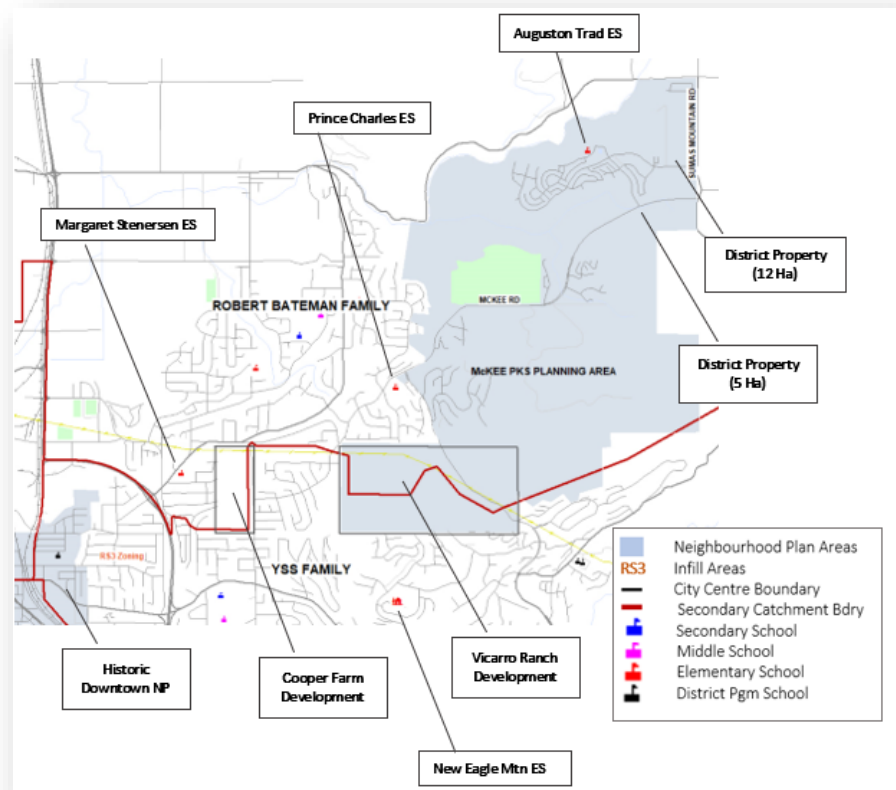 Auguston Trad ES
Prince Charles ES
SUMAS MOUNTAIN RD
Margaret Stenersen ES
District Property
(12 Ha)
ROBERT BATEMAN FAMILY
MCKEE RD
District Property
(5 Ha)
McKEE PKS PLANNING AREA
RS3 Zoning
YSS FAMILY
Neighbourhood Plan Areas
RS3 Infill Areas
City Centre Boundary
Secondary Catchment Bdry
Secondary School
Middle School
Elementary School
District Pgm School
Historic
Downtown NP
Cooper Farm
Development
Vicarro Ranch
Development
New Eagle Mtn ES